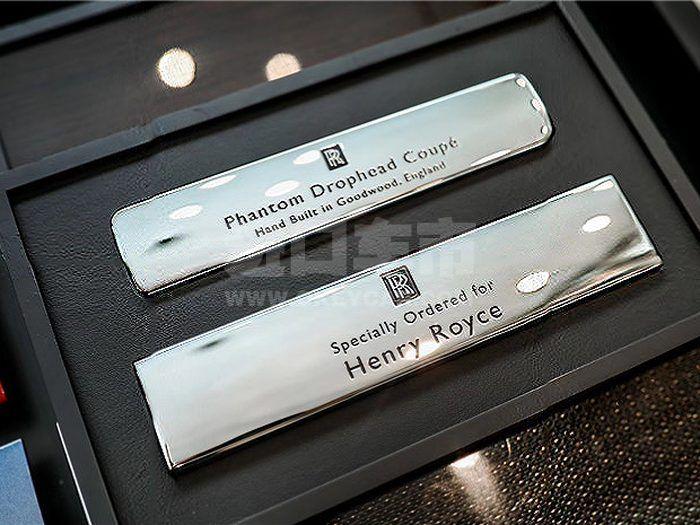 RR
Phantom Drophead Coupé
Hand Built in Goodwood, England
RR
Specially Ordered for
Henry Royce